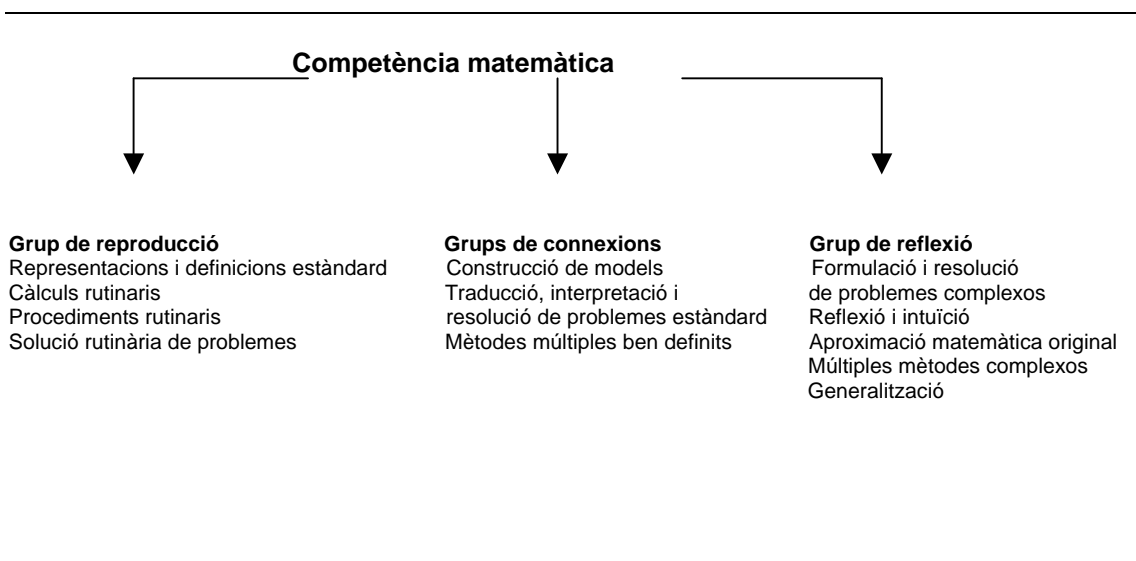 Competència matemàtica
Grup de reproducció
Representacions i definicions estàndard
Càlculs rutinaris
Procediments rutinaris
Solució rutinària de problemes
Grups de connexions
Construcció de models
Traducció, interpretació i
resolució de problemes estàndard
Mètodes múltiples ben definits
Grup de reflexió
Formulació i resolució
de problemes complexos
Reflexió i intuïció
Aproximació matemàtica original
Múltiples mètodes complexos
Generalització